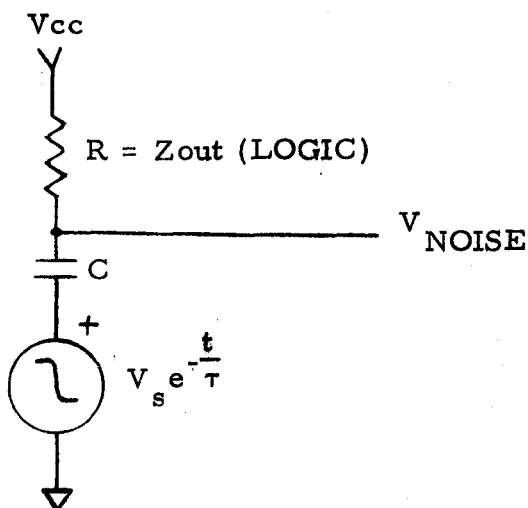 Vcc
R = Zout (LOGIC)
V NOISE
C
+
V s e -t/τ